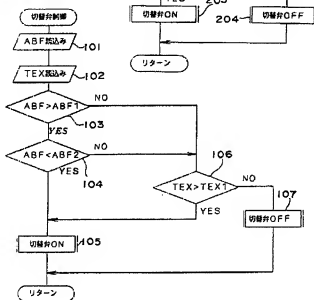 切替弁制御
ABF読込み
101
TEX読込み
102
ABF>ABF1
NO
103
YES
ABF<ABF2
NO
104
YES
106
TEX>TEX1
NO
YES
107
切替弁OFF
切替弁ON
105
リターン
切替弁ON
203
204
切替弁OFF
リターン